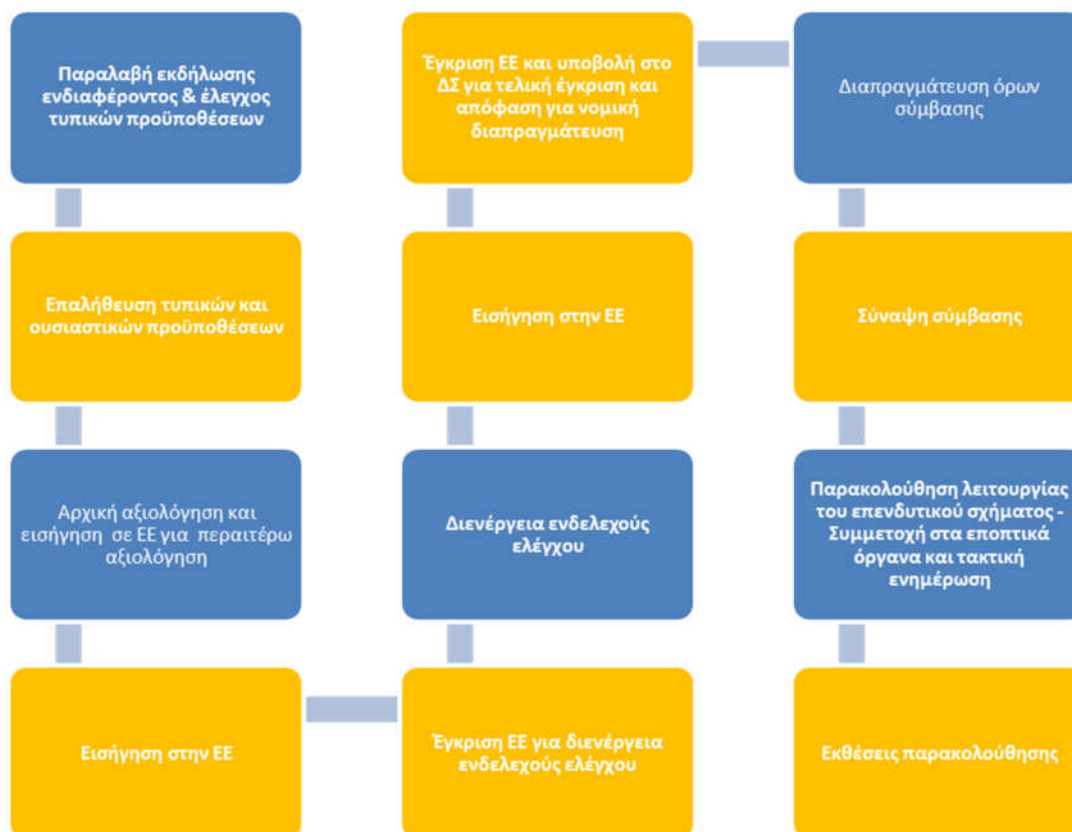 Παραλαβή εκδήλωσης
ενδιαφέροντος & έλεγχος
τυπικών προϋποθέσεων
Επαλήθευση τυπικών και
ουσιαστικών προϋποθέσεων
Αρχική αξιολόγηση και
εισήγηση σε ΕΕ για περαιτέρω
αξιολόγηση
Εισήγηση στην ΕΕ
Έγκριση ΕΕ για διενέργεια
ενδελεχούς ελέγχου
Διενέργεια ενδελεχούς
ελέγχου
Εισήγηση στην ΕΕ
Έγκριση ΕΕ και υποβολή στο
ΔΣ για τελική έγκριση και
απόφαση για νομική
διαπραγμάτευση
Διαπραγμάτευση όρων
σύμβασης
Σύναψη σύμβασης
Παρακολούθηση λειτουργίας
του επενδυτικού σχήματος -
Συμμετοχή στα εποπτικά
όργανα και τακτική
ενημέρωση
Εκθέσεις παρακολούθησης